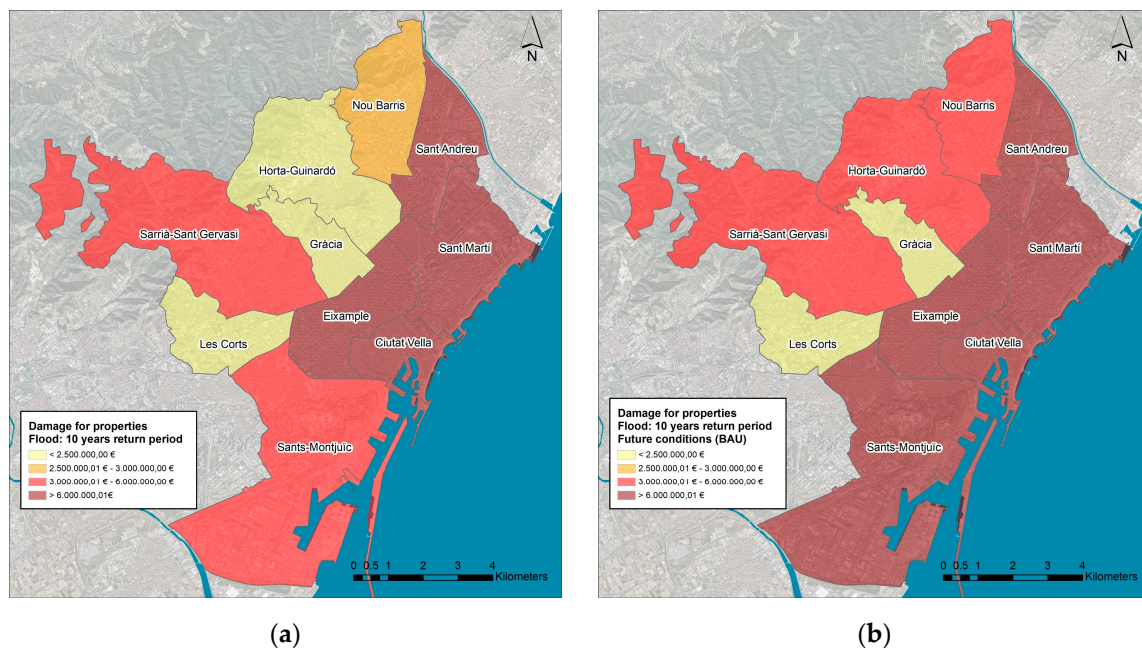 N
Nou Barris
Sant Andreu
Horta-Guinardó
Sarrià-Sant Gervasi
Gràcia
Sant Martí
Eixample
Ciutat Vella
Les Corts
Sants-Montjuïc
Damage for properties
Flood: 10 years return period
< 2.500.000,00 €
2.500.000,01 € - 3.000.000,00 €
3.000.000,01 € - 6.000.000,00 €
> 6.000.000,01€
0 0.5 1 2 3 4
Kilometers
(a)
N
Nou Barris
Sant Andreu
Horta-Guinardó
Sarrià-Sant Gervasi
Gràcia
Sant Martí
Eixample
Ciutat Vella
Les Corts
Sants-Montjuïc
Damage for properties
Flood: 10 years return period
Future conditions (BAU)
< 2.500.000,00 €
2.500.000,01 € - 3.000.000,00 €
3.000.000,01 € - 6.000.000,00 €
> 6.000.000,01 €
0 0.5 1 2 3 4
Kilometers
(b)